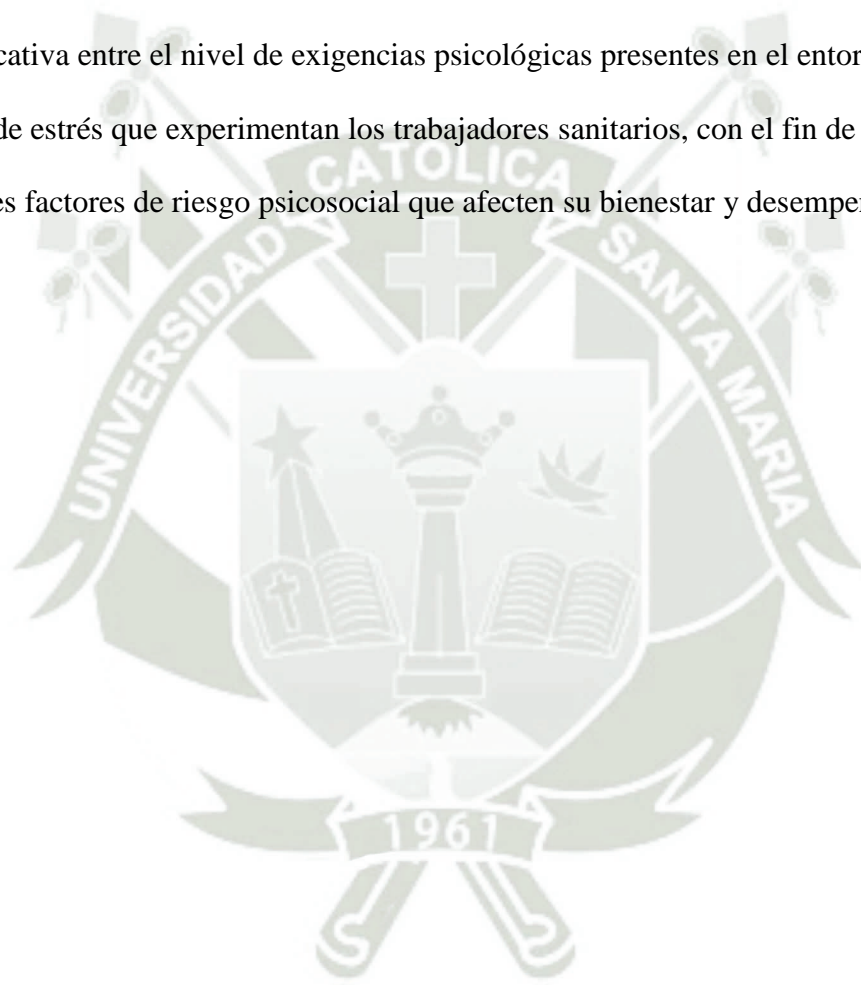 cativa entre el nivel de exigencias psicológicas presentes en el entor
de estrés que experimentan los trabajadores sanitarios, con el fin de
es factores de riesgo psicosocial que afecten su bienestar y desempe
UNIVERSIDAD CATOLICA SANTA MARIA
1961